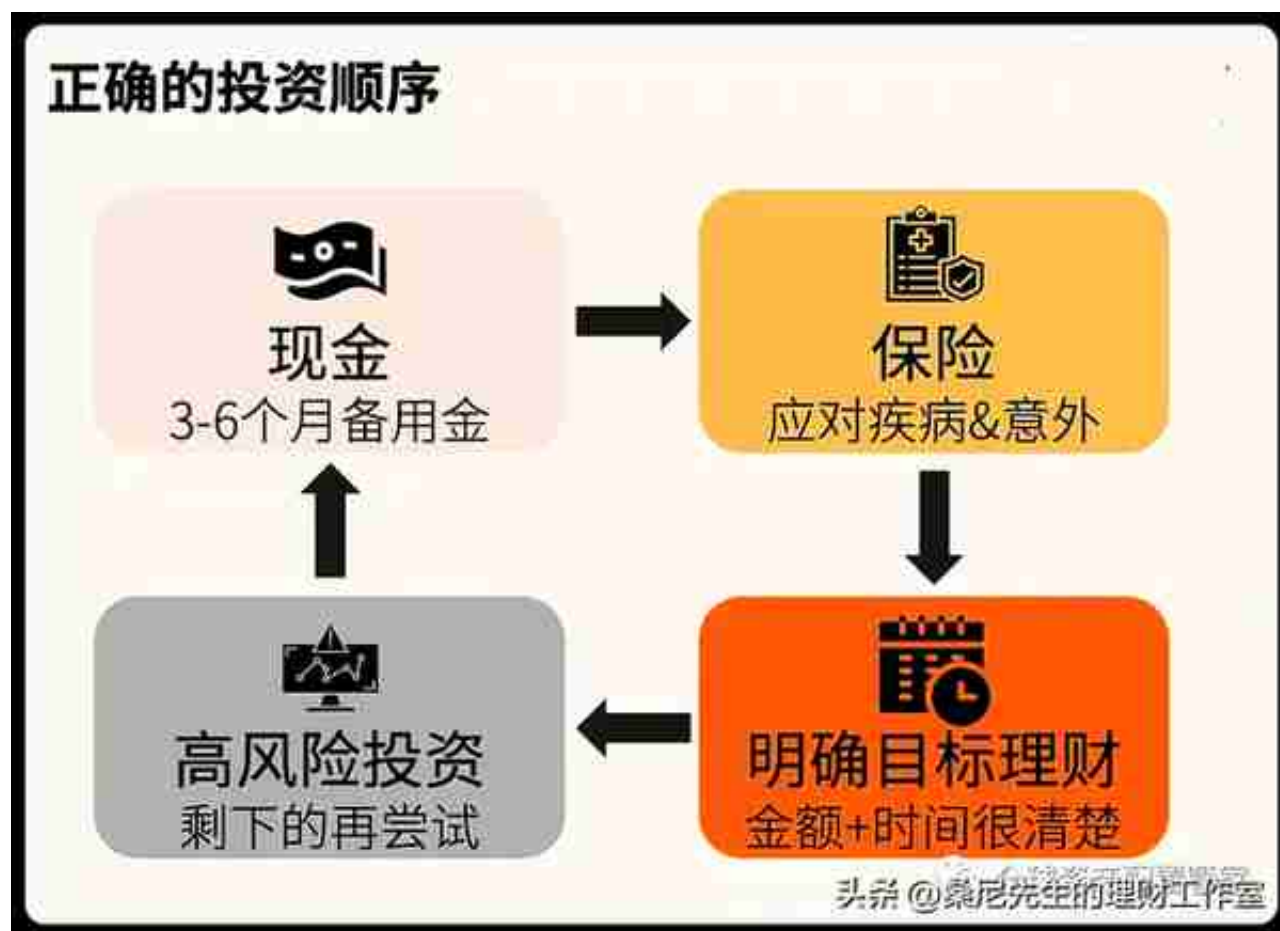 正确的投资顺序
现金
3-6个月备用金
保险
应对疾病&意外
高风险投资
剩下的再尝试
明确目标理财
金额+时间很清楚
头条 @桑尼先生的理财工作室